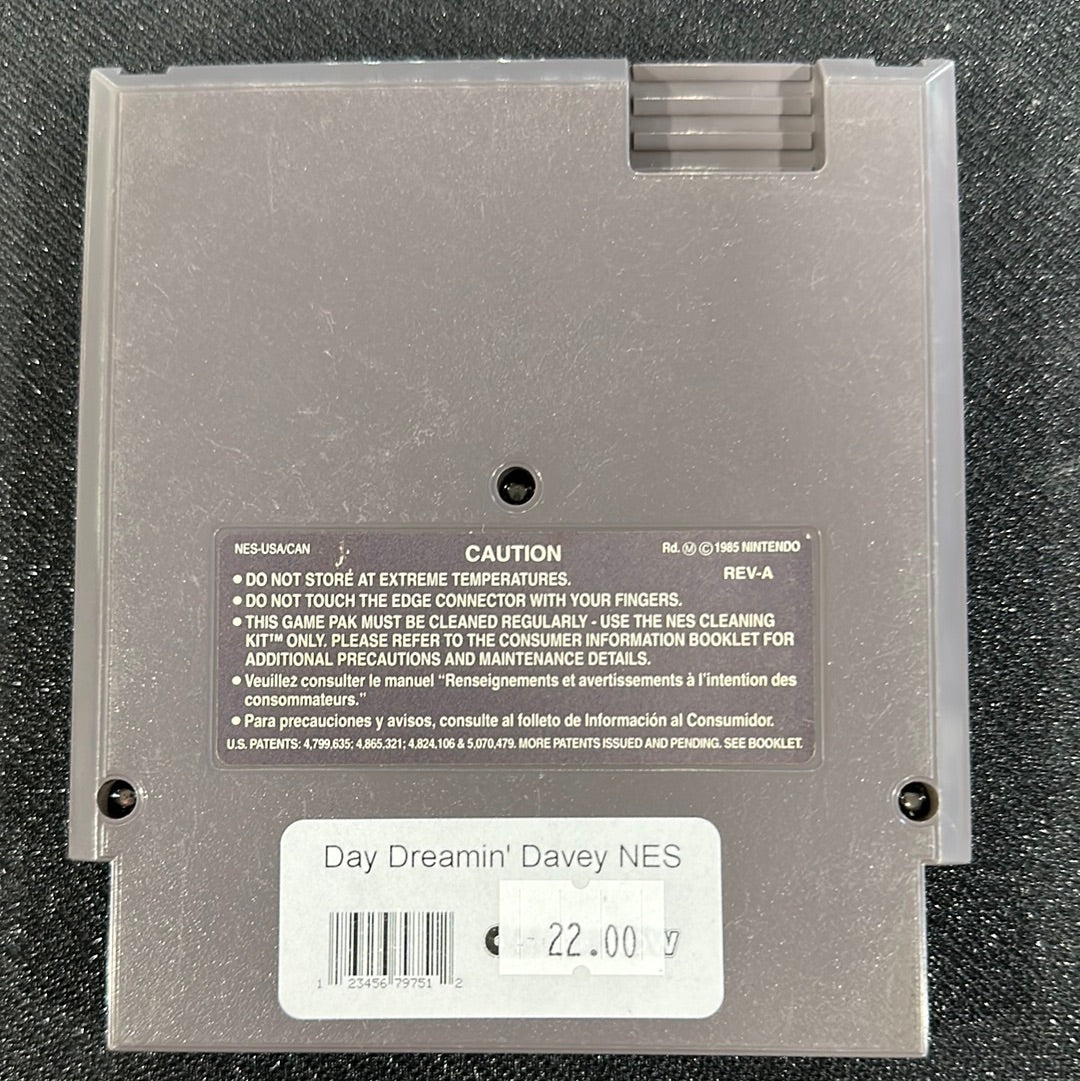 NES-USA/CAN CAUTION Rd. Ⓜ ©1985 NINTENDO
REV-A
• DO NOT STORE AT EXTREME TEMPERATURES.
• DO NOT TOUCH THE EDGE CONNECTOR WITH YOUR FINGERS.
• THIS GAME PAK MUST BE CLEANED REGULARLY - USE THE NES CLEANING
KIT™ ONLY. PLEASE REFER TO THE CONSUMER INFORMATION BOOKLET FOR
ADDITIONAL PRECAUTIONS AND MAINTENANCE DETAILS.
• Veuillez consulter le manuel “Renseignements et avertissements à l'intention des
consommateurs.”
• Para precauciones y avisos, consulte al folleto de Información al Consumidor.
U.S. PATENTS: 4,799,635; 4,865,321; 4,824,106 & 5,070,479. MORE PATENTS ISSUED AND PENDING. SEE BOOKLET.
Day Dreamin' Davey NES
22.00
1 23456 79751 2